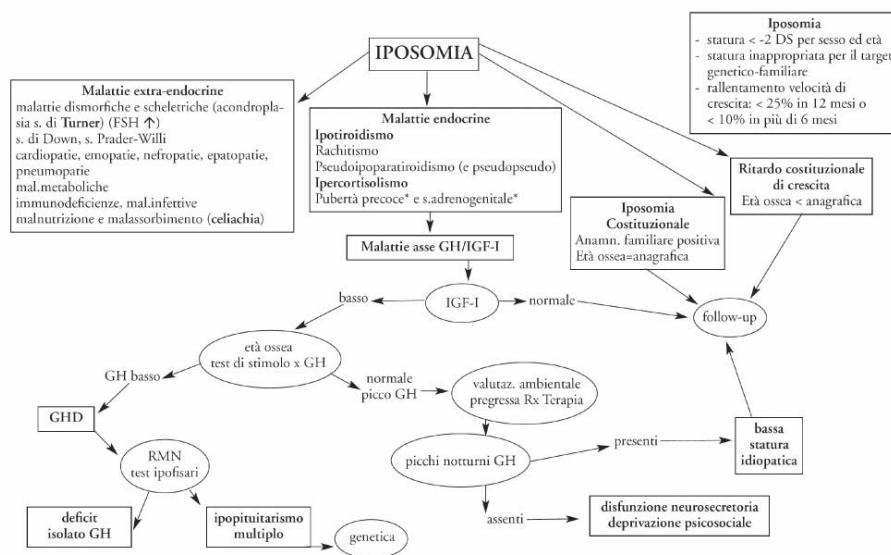 IPOSOMIA
Iposomia
- statura < -2 DS per sesso ed età
- statura inappropriata per il target
genetico-familiare
- rallentamento velocità di
crescita: < 25% in 12 mesi o
< 10% in più di 6 mesi
Malattie extra-endocrine
malattie dismorfiche e scheletriche (acondropla-
sia s. di Turner) (FSH ↑)
s. di Down, s. Prader-Willi
cardiopatie, emopatie, nefropatie, epatopatie,
pneumopatie
mal.metaboliche
immunodeficienze, mal.infettive
malnutrizione e malassorbimento (celiachia)
Malattie endocrine
Ipotiroidismo
Rachitismo
Pseudoipoparatiroidismo (e pseudopseudo)
Ipercortisolismo
Pubertà precoce* e s.adrenogenitale*
Ritardo costituzionale
di crescita
Età ossea < anagrafica
Iposomia
Costituzionale
Anamn. familiare positiva
Età ossea=anagrafica
Malattie asse GH/IGF-I
basso
IGF-I
normale
follow-up
età ossea
test di stimolo x GH
GH basso
normale
picco GH
valutaz. ambientale
pregressa Rx Terapia
GHD
RMN
test ipofisari
picchi notturni GH
presenti
bassa
statura
idiopatica
deficit
isolato GH
ipopituitarismo
multiplo
genetica
assenti
disfunzione neurosecretoria
deprivazione psicosociale